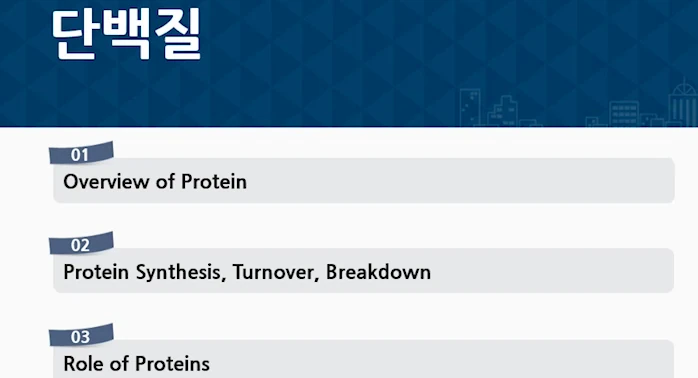 단백질
01
Overview of Protein
02
Protein Synthesis, Turnover, Breakdown
03
Role of Proteins